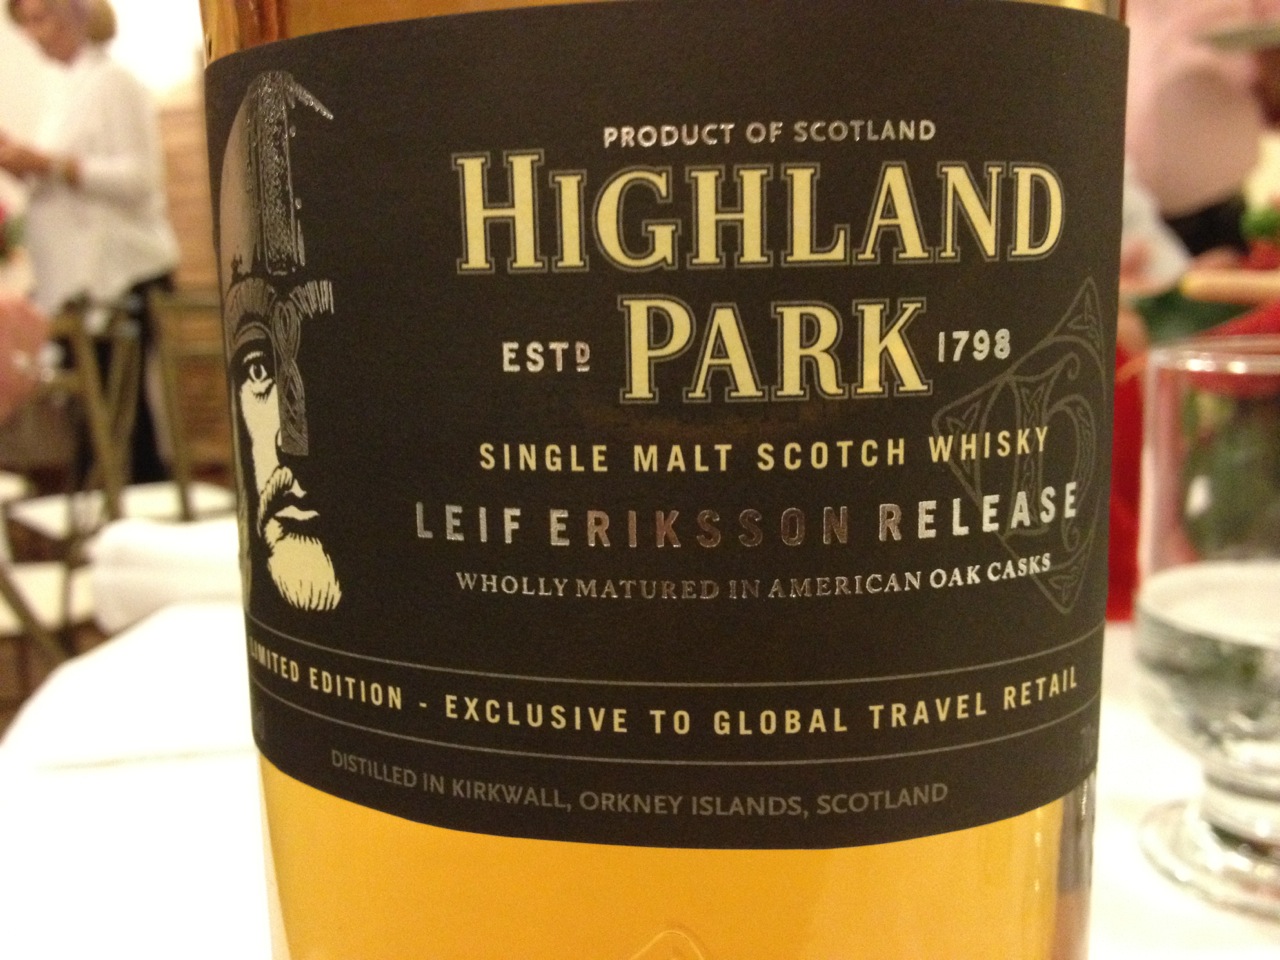 PRODUCT OF SCOTLAND
HIGHLAND
ESTD PARK 1798
SINGLE MALT SCOTCH WHISKY
LEIF ERIKSSON RELEASE
WHOLLY MATURED IN AMERICAN OAK CASKS
LIMITED EDITION - EXCLUSIVE TO GLOBAL TRAVEL RETAIL
DISTILLED IN KIRKWALL, ORKNEY ISLANDS, SCOTLAND